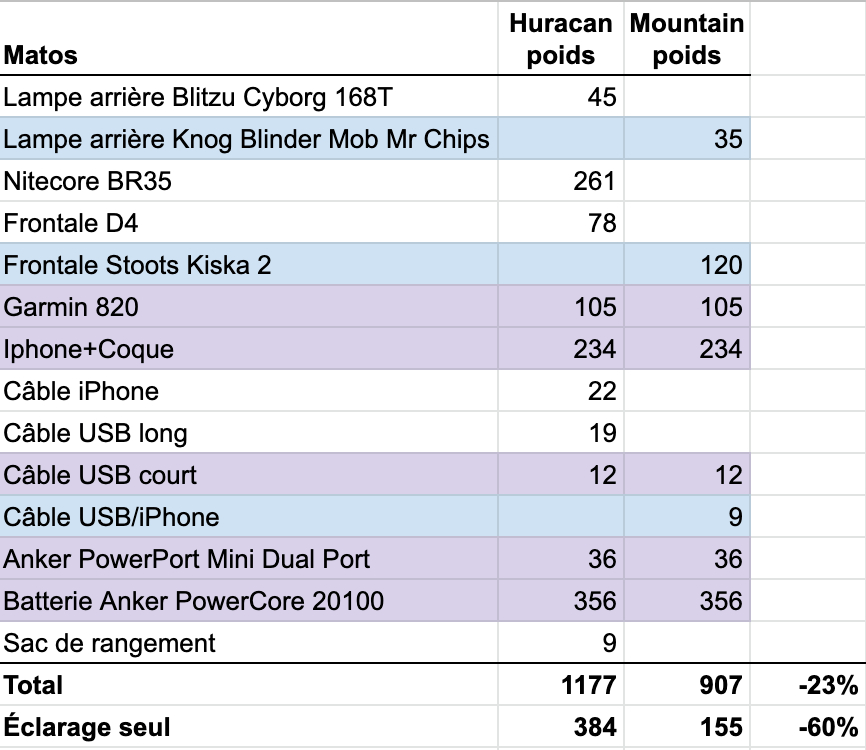 Matos Huracan poids Mountain poids
Lampe arrière Blitzu Cyborg 168T 45
Lampe arrière Knog Blinder Mob Mr Chips 35
Nitecore BR35 261
Frontale D4 78
Frontale Stoots Kiska 2 120
Garmin 820 105 105
Iphone+Coque 234 234
Câble iPhone 22
Câble USB long 19
Câble USB court 12 12
Câble USB/iPhone 9
Anker PowerPort Mini Dual Port 36 36
Batterie Anker PowerCore 20100 356 356
Sac de rangement 9
Total 1177 907 -23%
Éclarage seul 384 155 -60%